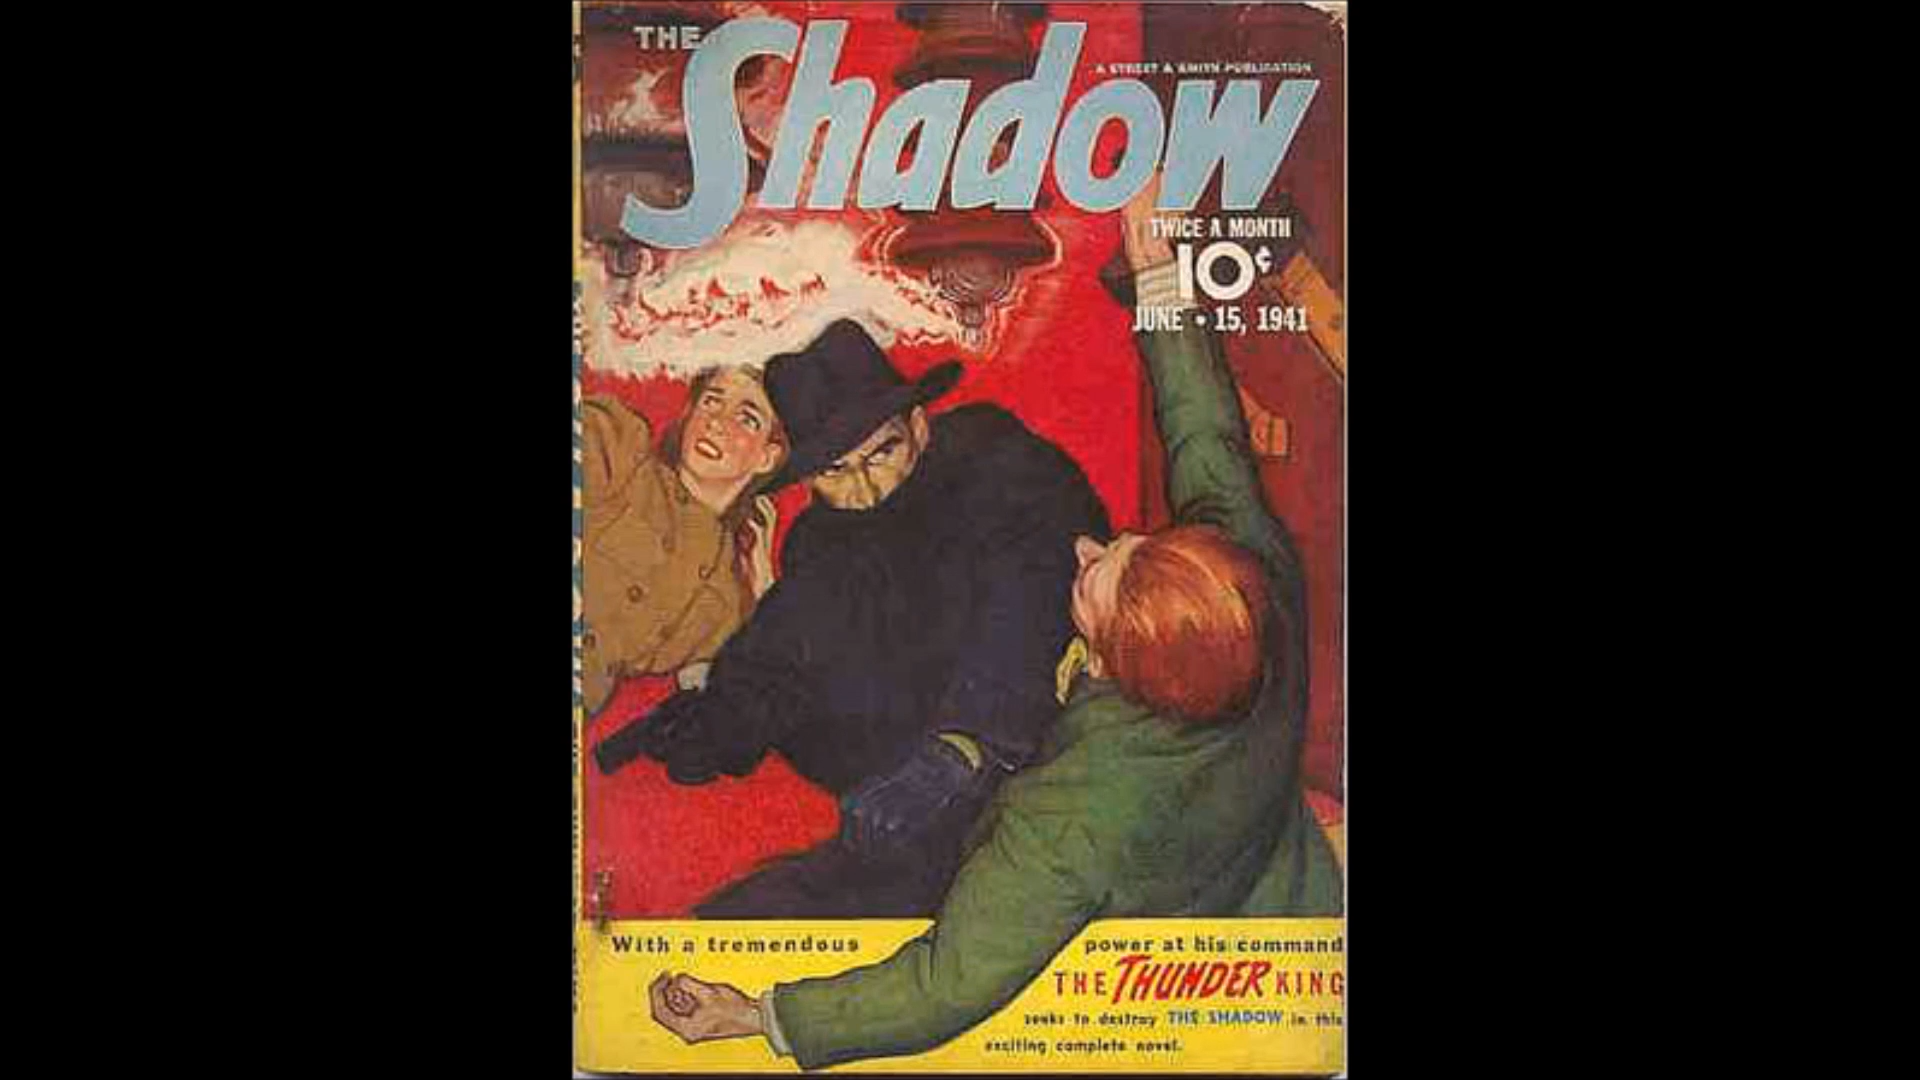 THE
Shadow
A STREET & SMITH PUBLICATION
TWICE A MONTH
10¢
JUNE • 15, 1941
With a tremendous power at his command
THE THUNDER KING
seeks to destroy THE SHADOW in this
exciting complete novel.